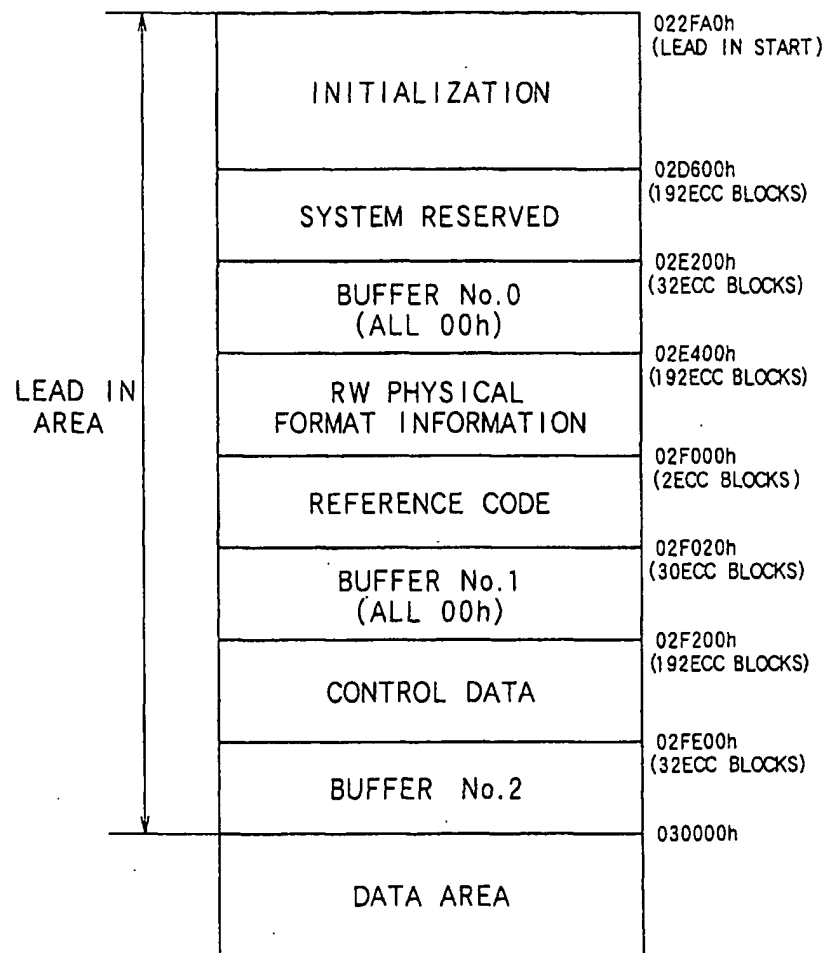 022FA0h
(LEAD IN START)
INITIALIZATION
02D600h
(192ECC BLOCKS)
SYSTEM RESERVED
02E200h
(32ECC BLOCKS)
BUFFER No.0
(ALL 00h)
02E400h
(192ECC BLOCKS)
LEAD IN
AREA
RW PHYSICAL
FORMAT INFORMATION
02F000h
(2ECC BLOCKS)
REFERENCE CODE
02F020h
(30ECC BLOCKS)
BUFFER No.1
(ALL 00h)
02F200h
(192ECC BLOCKS)
CONTROL DATA
02FE00h
(32ECC BLOCKS)
BUFFER No.2
030000h
DATA AREA